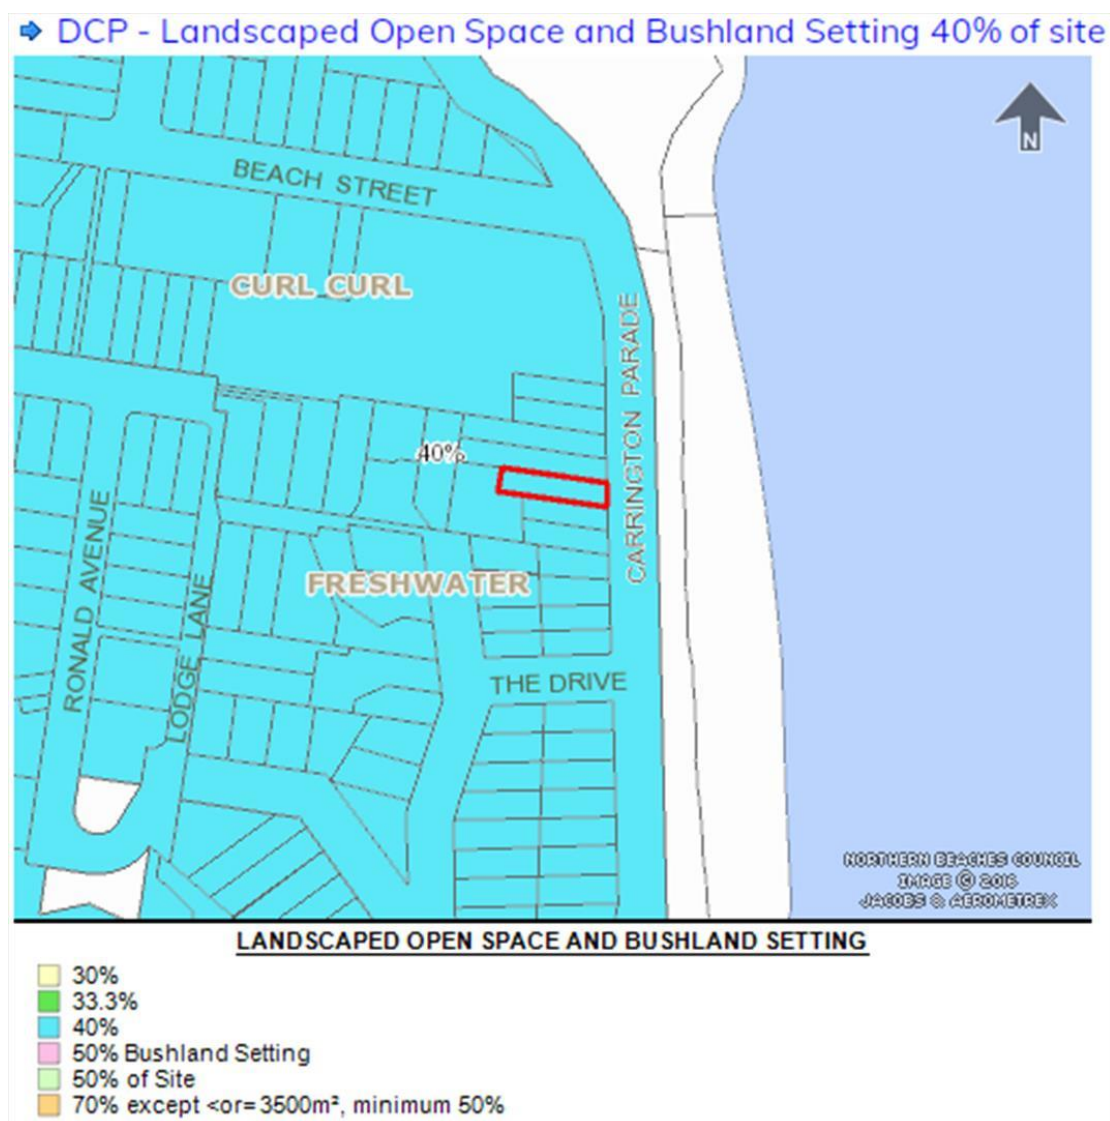 DCP - Landscaped Open Space and Bushland Setting 40% of site
N
BEACH STREET
CURL CURL
CARRINGTON PARADE
40%
RONALD AVENUE
FRESHWATER
LODGE LANE
THE DRIVE
NORTHERN BEACHES COUNCIL
IMAGE © 2016
JACOBS & AEROMETREX
LANDSCAPED OPEN SPACE AND BUSHLAND SETTING
30%
33.3%
40%
50% Bushland Setting
50% of Site
70% except <or=3500m², minimum 50%